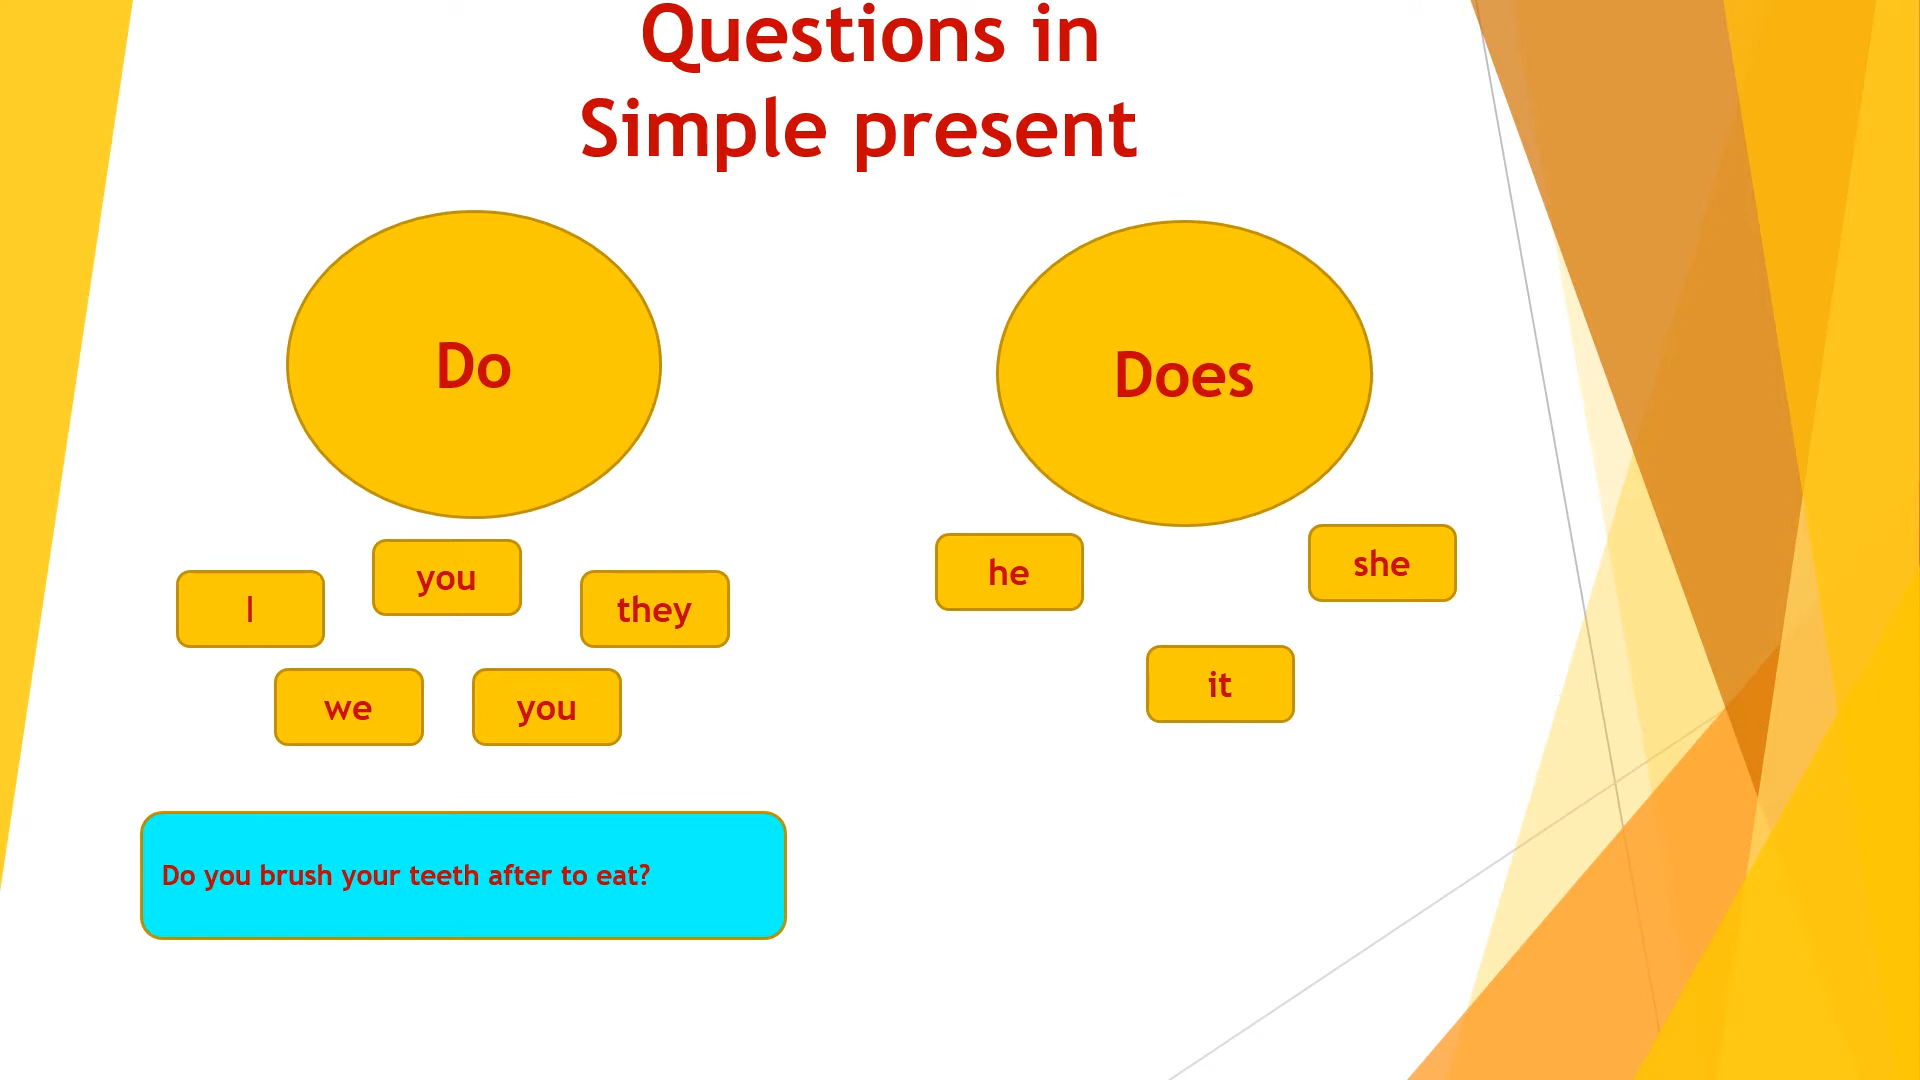 Questions in
Simple present
Do
Does
I
you
they
we
you
he
she
it
Do you brush your teeth after to eat?